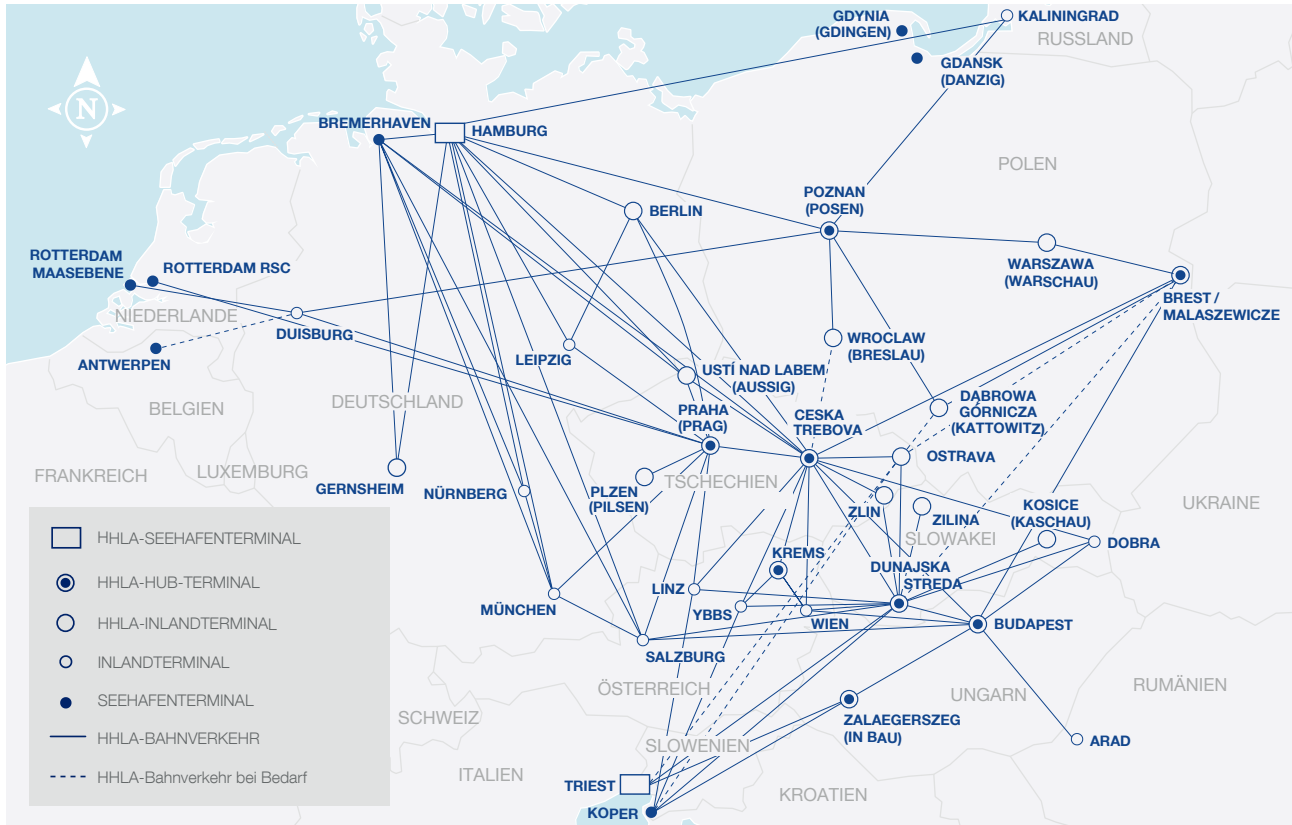 GDYNIA
(GDINGEN)
KALININGRAD
RUSSLAND
GDANSK
(DANZIG)
N
BREMERHAVEN
HAMBURG
POLEN
POZNAN
(POSEN)
BERLIN
ROTTERDAM
MAASEBENE
ROTTERDAM RSC
WARSZAWA
(WARSCHAU)
BREST /
MALASZEWICZE
NIEDERLANDE
DUISBURG
ANTWERPEN
LEIPZIG
WROCLAW
(BRESLAU)
USTÍ NAD LABEM
(AUSSIG)
BELGIEN
DEUTSCHLAND
PRAHA
(PRAG)
CESKA
TREBOVA
DABROWA
GÓRNICZA
(KATTOWITZ)
OSTRAVA
FRANKREICH
LUXEMBURG
GERNSHEIM
NÜRNBERG
PLZEN
(PILSEN)
TSCHECHIEN
ZLIN
ZILINA
KOSICE
(KASCHAU)
UKRAINE
SLOWAKEI
DOBRA
KREMS
DUNAJSKA
STREDA
MÜNCHEN
LINZ
YBBS
WIEN
BUDAPEST
SALZBURG
ÖSTERREICH
UNGARN
RUMÄNIEN
SCHWEIZ
ZALAEGERSZEG
(IN BAU)
ARAD
SLOWENIEN
ITALIEN
TRIEST
KROATIEN
KOPER
HHLA-SEEHAFENTERMINAL
HHLA-HUB-TERMINAL
HHLA-INLANDTERMINAL
INLANDTERMINAL
SEEHAFENTERMINAL
HHLA-BAHNVERKEHR
HHLA-Bahnverkehr bei Bedarf